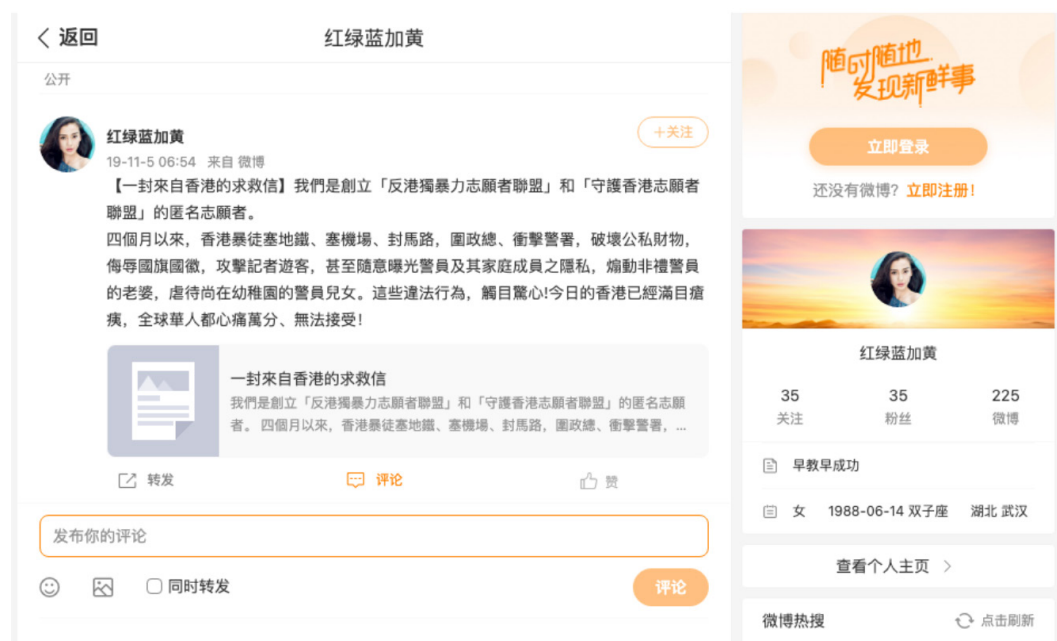 返回
红绿蓝加黄
公开
红绿蓝加黄
+关注
19-11-5 06:54 来自 微博
【一封來自香港的求救信】我們是創立「反港獨暴力志願者聯盟」和「守護香港志願者
聯盟」的匿名志願者。
四個月以來，香港暴徒塞地鐵、塞機場、封馬路，圍政總、衝擊警署，破壞公私財物，
侮辱國旗國徽，攻擊記者遊客，甚至隨意曝光警員及其家庭成員之隱私，煽動非禮警員
的老婆，虐待尚在幼稚園的警員兒女。這些違法行為，觸目驚心!今日的香港已經滿目瘡
痍，全球華人都心痛萬分、無法接受!
一封來自香港的求救信
我們是創立「反港獨暴力志願者聯盟」和「守護香港志願者聯盟」的匿名志願
者。 四個月以來，香港暴徒塞地鐵、塞機場、封馬路，圍政總、衝擊警署，...
转发
评论
赞
发布你的评论
同时转发
评论
随时随地
发现新鲜事
立即登录
还没有微博? 立即注册!
红绿蓝加黄
35 35 225
关注 粉丝 微博
早教早成功
女 1988-06-14 双子座 湖北 武汉
查看个人主页
微博热搜 点击刷新